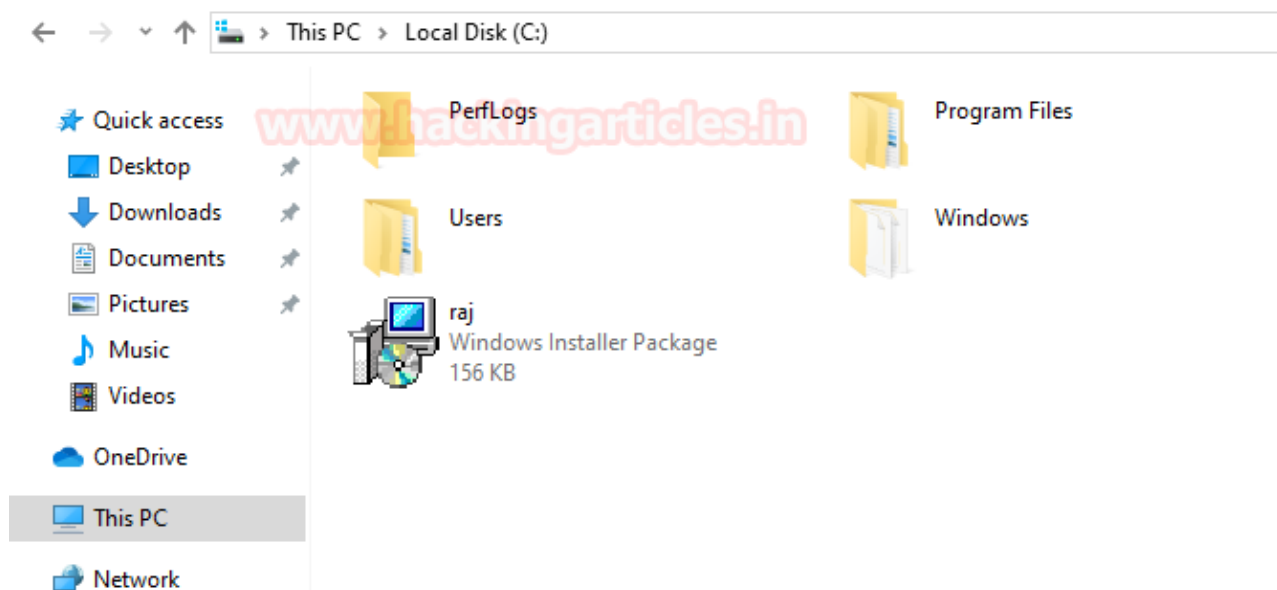 This PC > Local Disk (C:)
Quick access
Desktop
Downloads
Documents
Pictures
Music
Videos
OneDrive
This PC
Network
www.hackingarticles.in
PerfLogs
Program Files
Users
Windows
raj
Windows Installer Package
156 KB